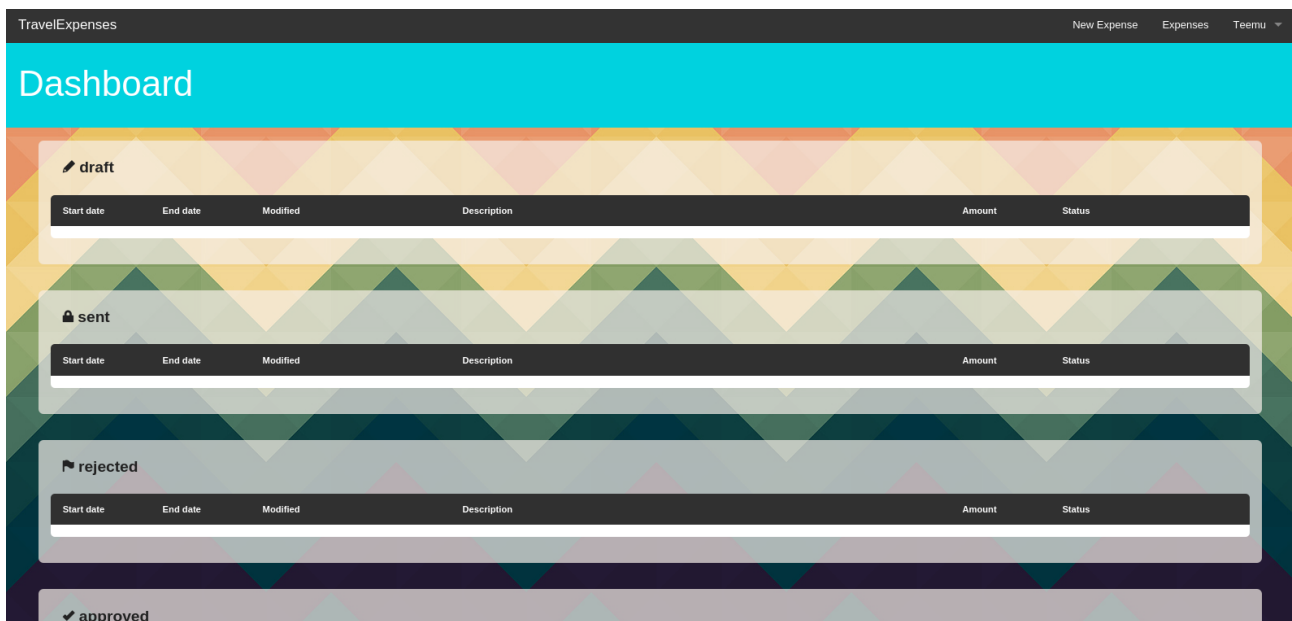 TravelExpenses New Expense Expenses Teemu
Dashboard
draft
Start date End date Modified Description Amount Status
sent
Start date End date Modified Description Amount Status
rejected
Start date End date Modified Description Amount Status
approved